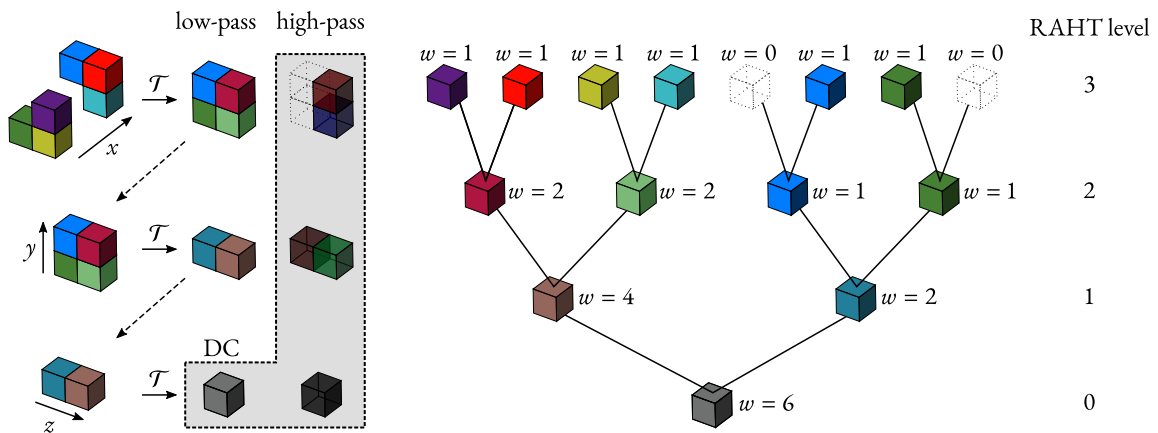 low-pass high-pass
RAHT level
w = 1 w = 1 w = 1 w = 1 w = 0 w = 1 w = 1 w = 0
𝒯
3
x
w = 2 w = 2 w = 1 w = 1
2
y
𝒯
w = 4 w = 2
1
DC
𝒯
w = 6
0
z